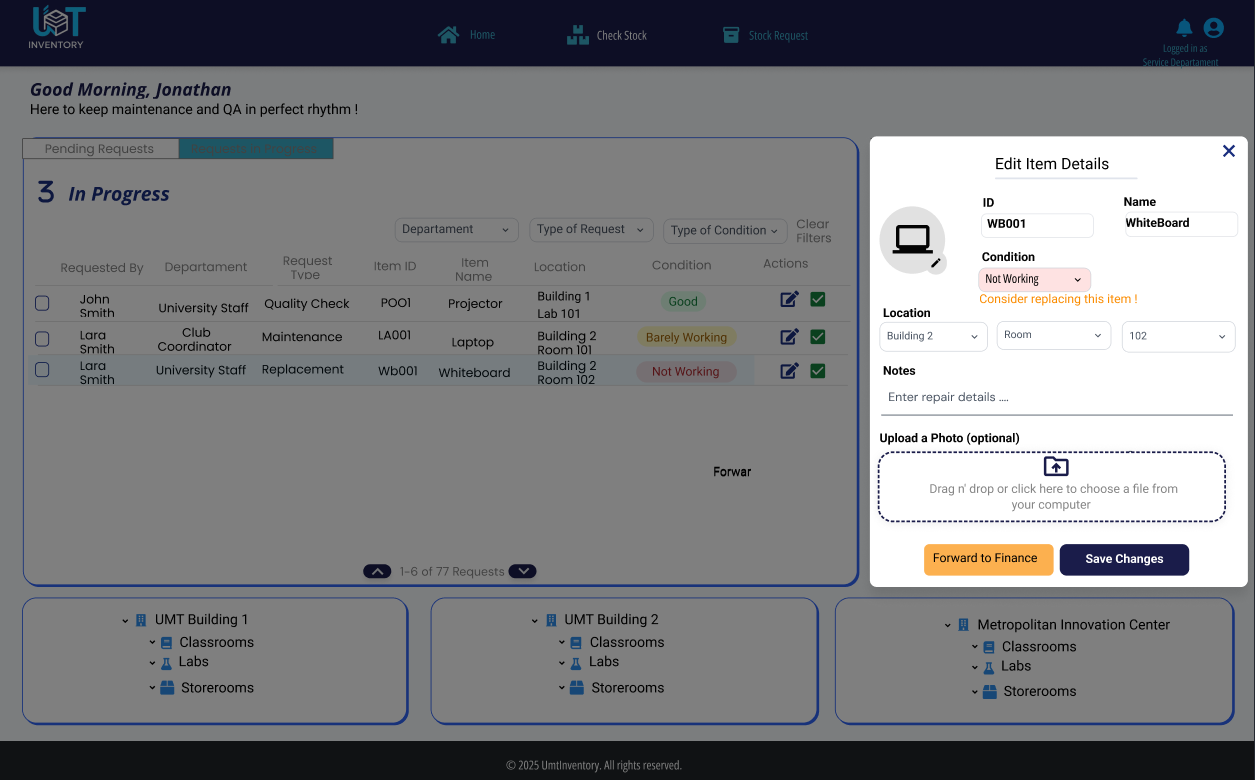 UMT
INVENTORY
Home
Check Stock
Stock Request
Logged in as
Service Departament
Good Morning, Jonathan
Here to keep maintenance and QA in perfect rhythm !
Pending Requests
Requests In Progress
3 In Progress
Departament
Type of Request
Type of Condition
Clear
Filters
Requested By
Departament
Request
Type
Item ID
Item
Name
Location
Condition
Actions
John
Smith
University Staff
Quality Check
PO01
Projector
Building 1
Lab 101
Good
Lara
Smith
Club
Coordinator
Maintenance
LA001
Laptop
Building 2
Room 101
Barely Working
Lara
Smith
University Staff
Replacement
Wb001
Whiteboard
Building 2
Room 102
Not Working
Forwar
1-6 of 77 Requests
Edit Item Details
ID
Name
WB001
WhiteBoard
Condition
Not Working
Consider replacing this item !
Location
Building 2
Room
102
Notes
Enter repair details ....
Upload a Photo (optional)
Drag n' drop or click here to choose a file from
your computer
Forward to Finance
Save Changes
UMT Building 1
Classrooms
Labs
Storerooms
UMT Building 2
Classrooms
Labs
Storerooms
Metropolitan Innovation Center
Classrooms
Labs
Storerooms
© 2025 UmtInventory. All rights reserved.